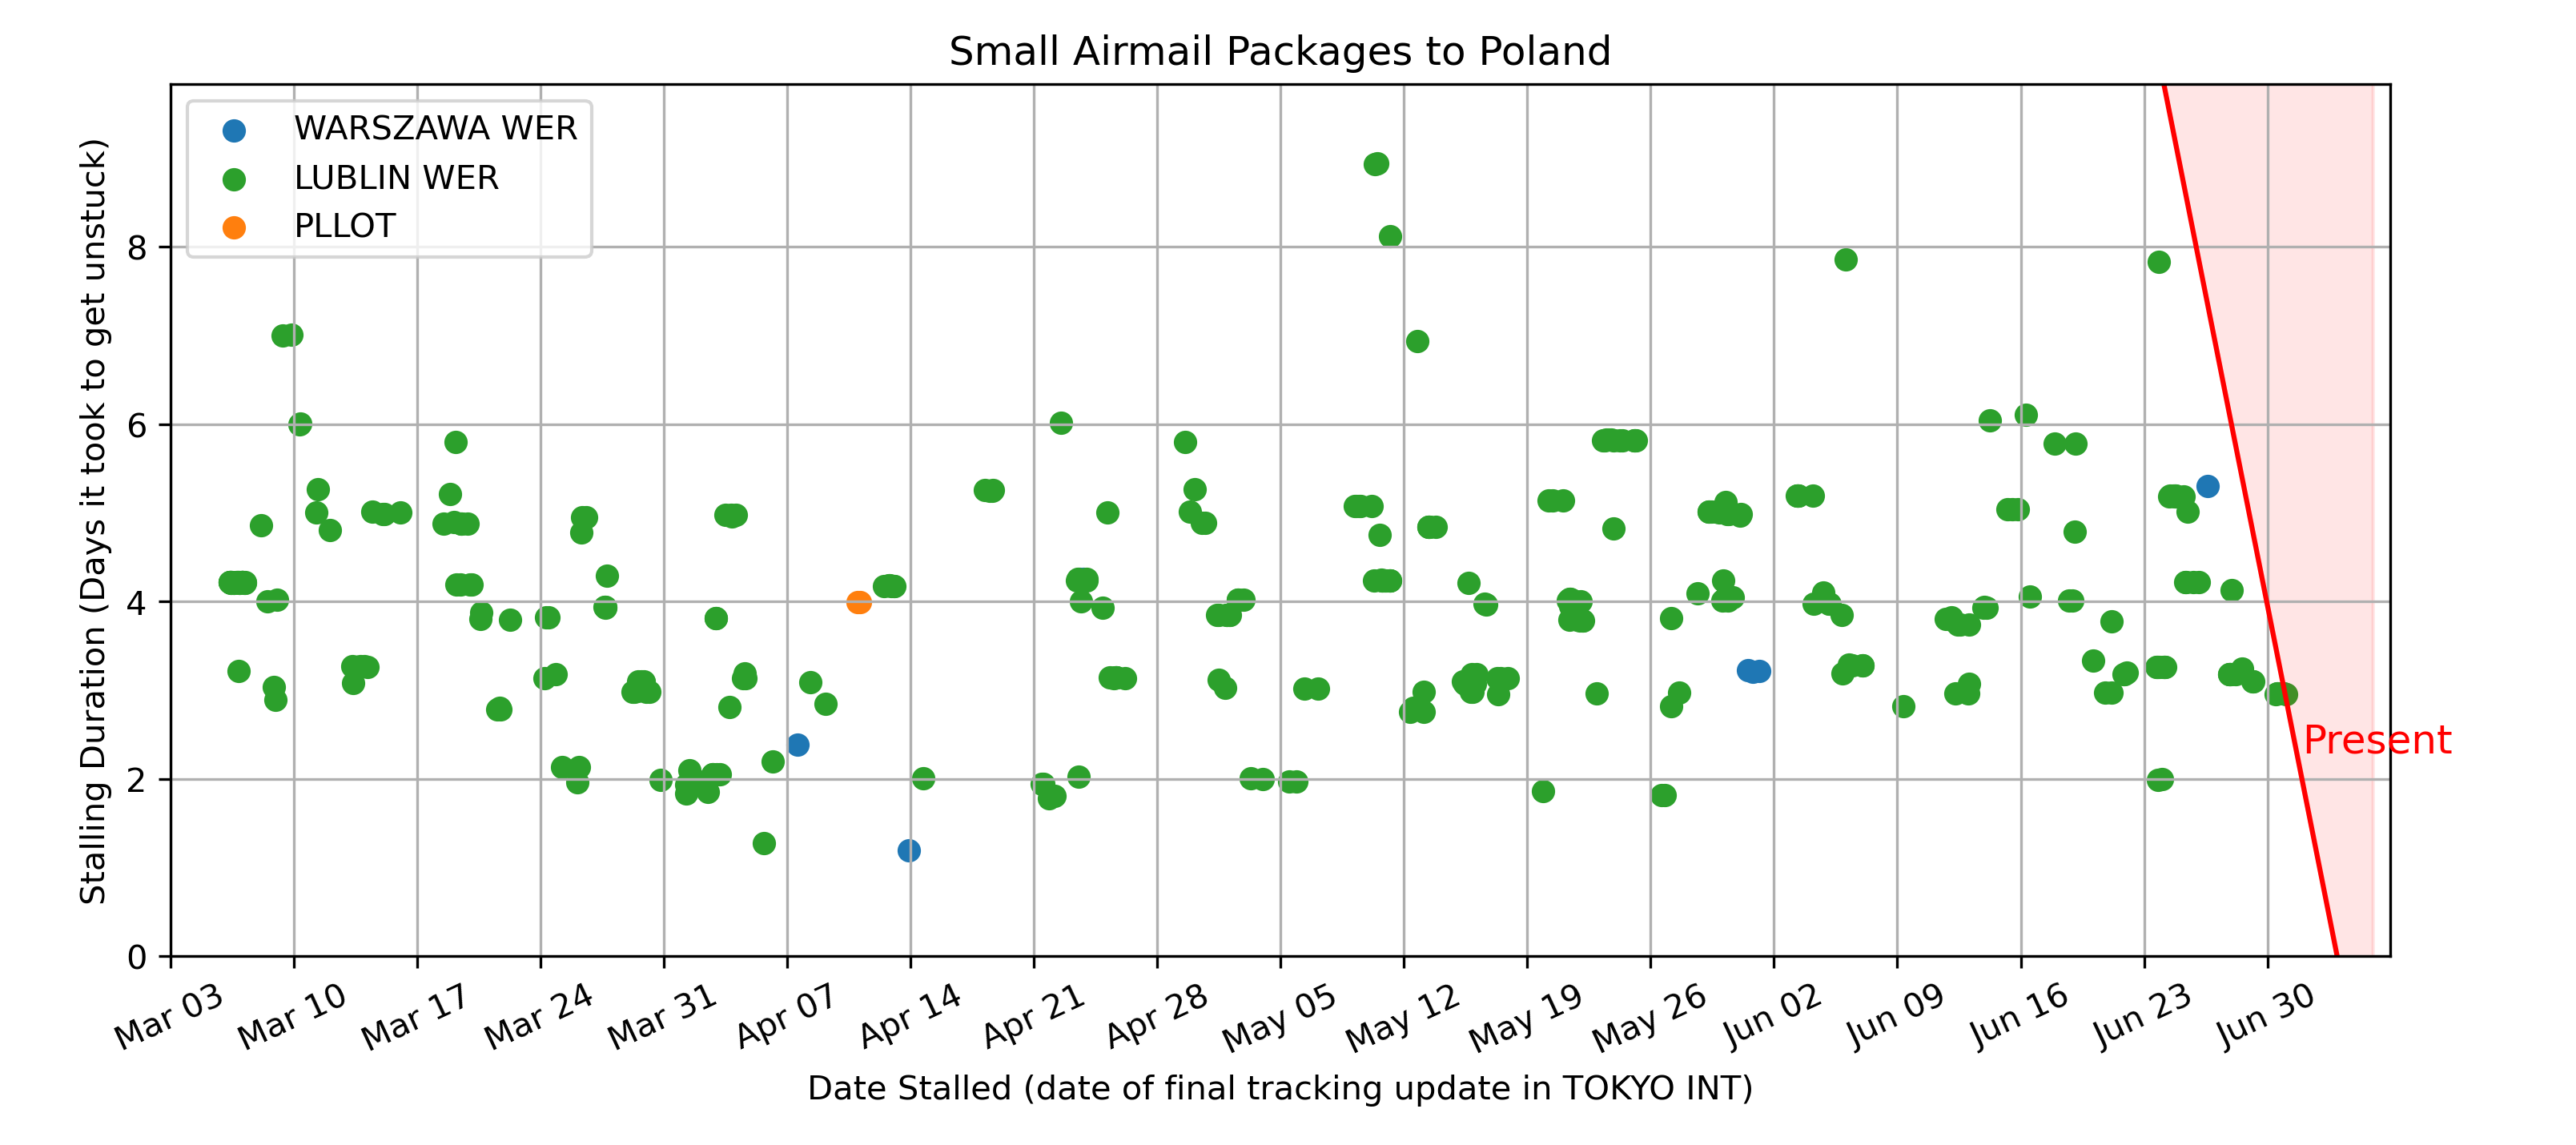 Small Airmail Packages to Poland
WARSZAWA WER
LUBLIN WER
PLLOT
Stalling Duration (Days it took to get unstuck)
8
6
4
2
0
Present
Mar 03
Mar 10
Mar 17
Mar 24
Mar 31
Apr 07
Apr 14
Apr 21
Apr 28
May 05
May 12
May 19
May 26
Jun 02
Jun 09
Jun 16
Jun 23
Jun 30
Date Stalled (date of final tracking update in TOKYO INT)